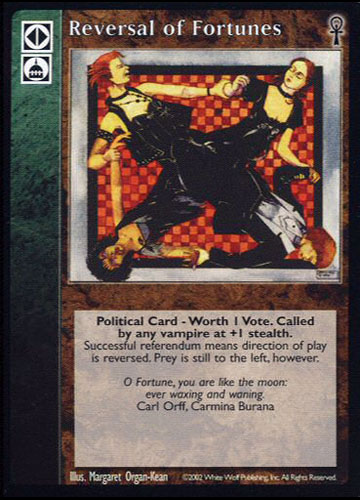 Reversal of Fortunes
Political Card - Worth 1 Vote. Called
by any vampire at +1 stealth.
Successful referendum means direction of play
is reversed. Prey is still to the left, however.
O Fortune, you are like the moon:
ever waxing and waning.
Carl Orff, Carmina Burana
Illus. Margaret Organ-Kean ©2002 White Wolf Publishing, Inc. All Rights Reserved.